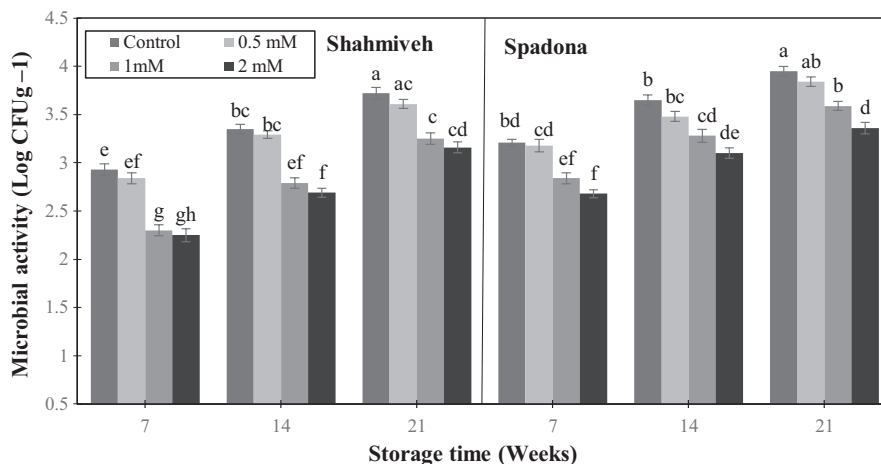 4.5
4
3.5
3
2.5
2
1.5
1
0.5
Microbial activity (Log CFUg –1)
Control 0.5 mM
1mM 2 mM
Shahmiveh
Spadona
e ef g gh
bc bc f f
a ac c cd
bd cd ef f
b bc cd de
a ab b d
7 14 21 7 14 21
Storage time (Weeks)